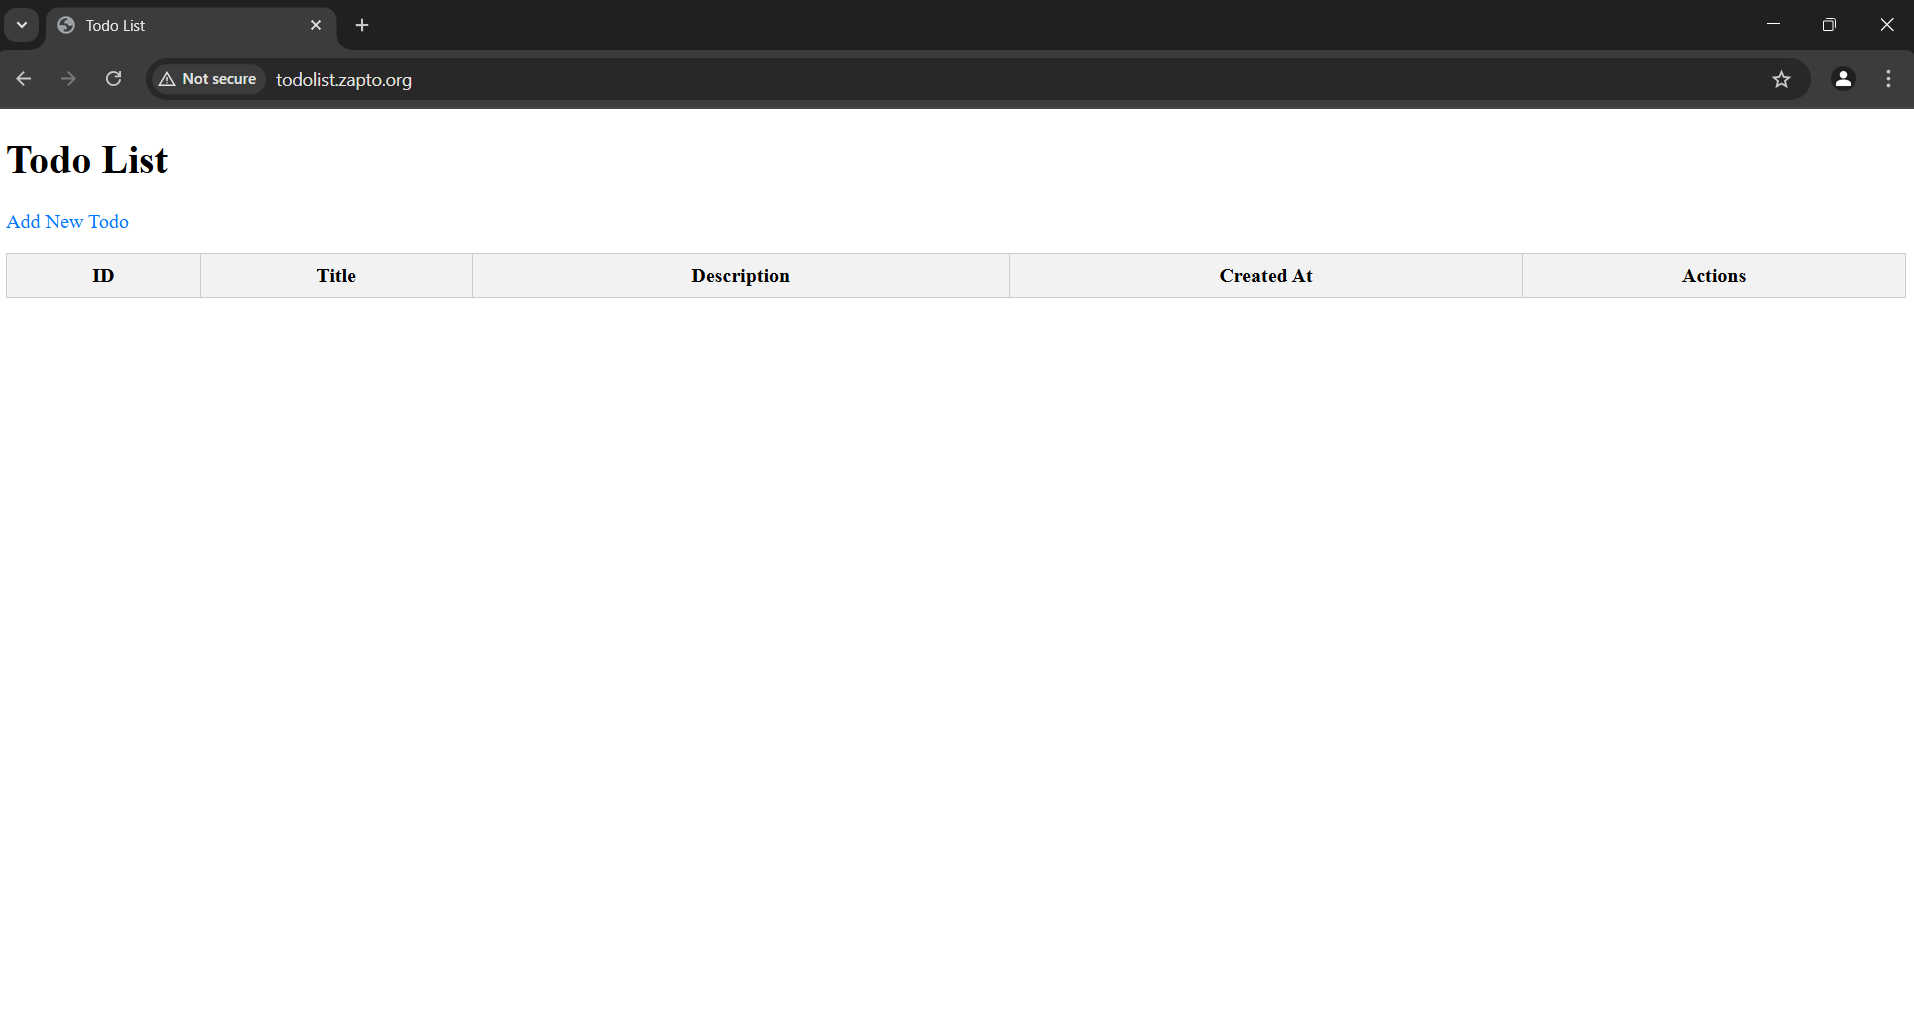 Todo List
Not secure todolist.zapto.org
Todo List
Add New Todo
ID Title Description Created At Actions